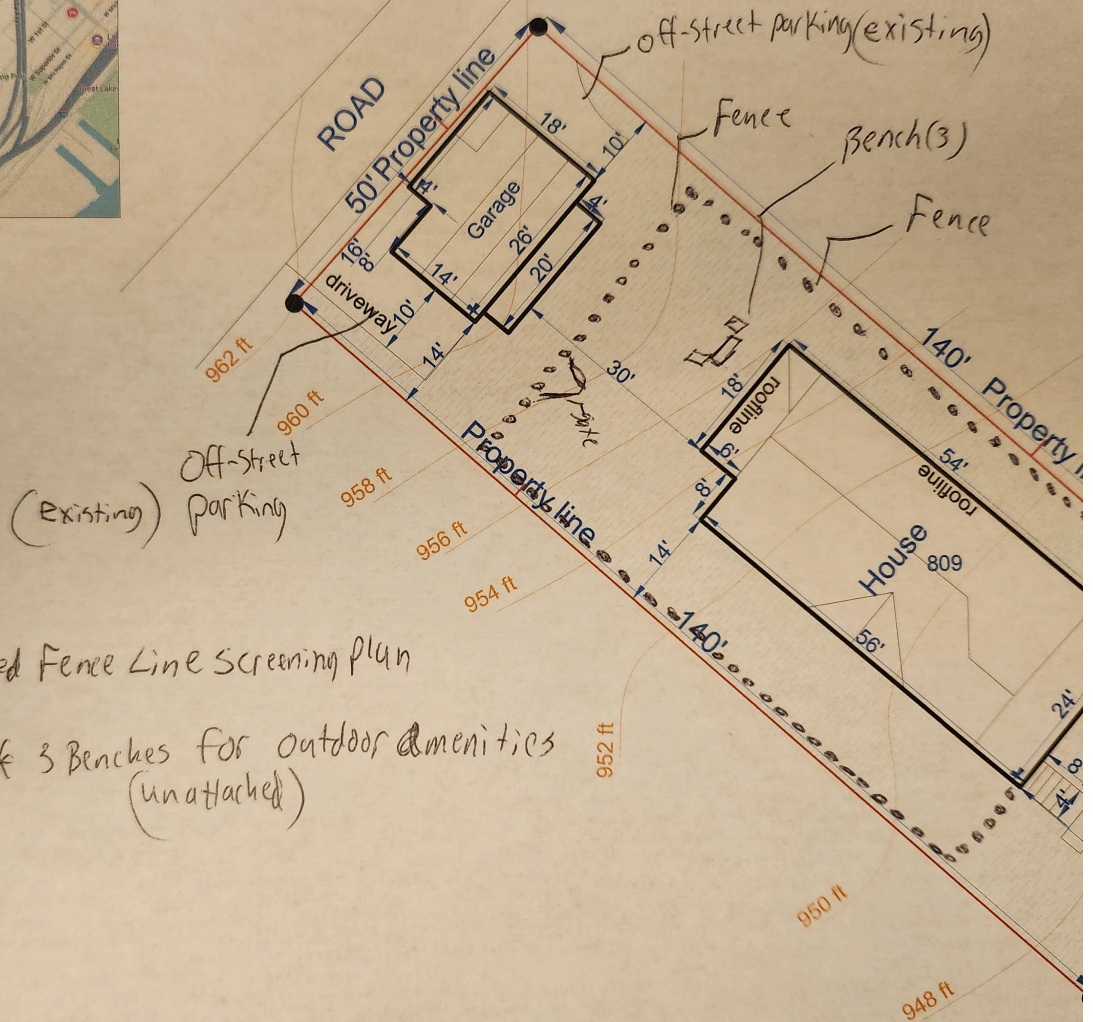 Off-street parking(existing)
ROAD
50' Property line
18'
10'
Fence
Bench(3)
4'
Garage
4'
Fence
26'
16'
8'
14'
20'
driveway
10'
14'
30'
962 ft
140' Property
18'
roofline
gate
960 ft
Property line
6'
54'
roofline
Off-Street
(existing) parking
958 ft
8'
956 ft
14'
House
809
954 ft
140'
56'
ed Fence Line Screening Plan
24'
3 Benches for outdoor amenities
(unattached)
952 ft
8
4'
950 ft
948 ft